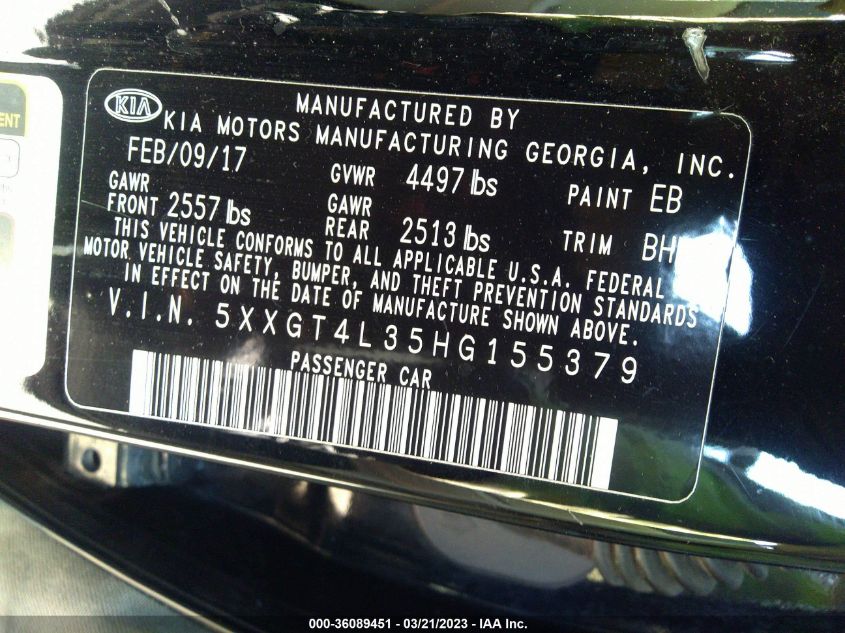 ENT
KIA
MANUFACTURED BY
KIA MOTORS MANUFACTURING GEORGIA, INC.
FEB/09/17 GVWR 4497 lbs PAINT EB
GAWR FRONT 2557 lbs GAWR REAR 2513 lbs TRIM BH
THIS VEHICLE CONFORMS TO ALL APPLICABLE U.S.A. FEDERAL
MOTOR VEHICLE SAFETY, BUMPER, AND THEFT PREVENTION STANDARDS
IN EFFECT ON THE DATE OF MANUFACTURE SHOWN ABOVE.
V.I.N. 5XXGT4L35HG155379
PASSENGER CAR
000-36089451 - 03/21/2023 - IAA Inc.